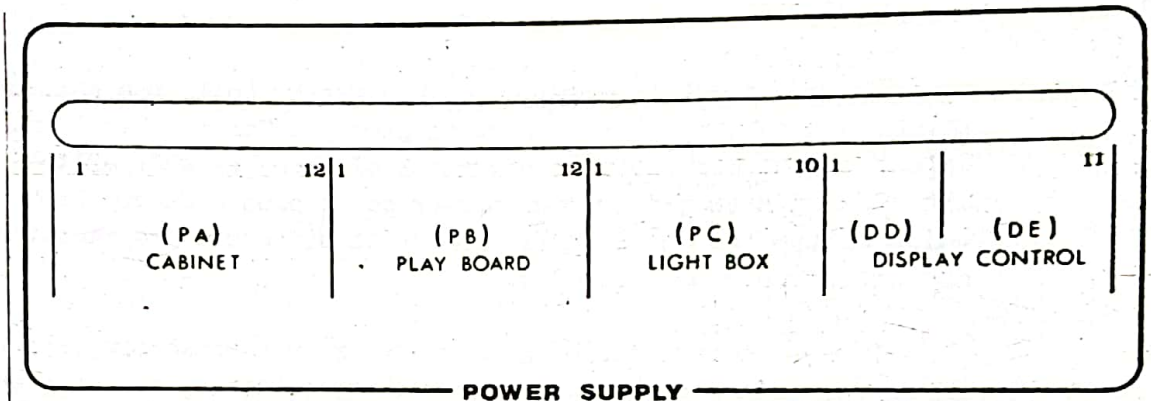 1 12 1 12 1 10 1 11
(PA) (PB) (PC) (DD) (DE)
CABINET PLAY BOARD LIGHT BOX DISPLAY CONTROL
POWER SUPPLY